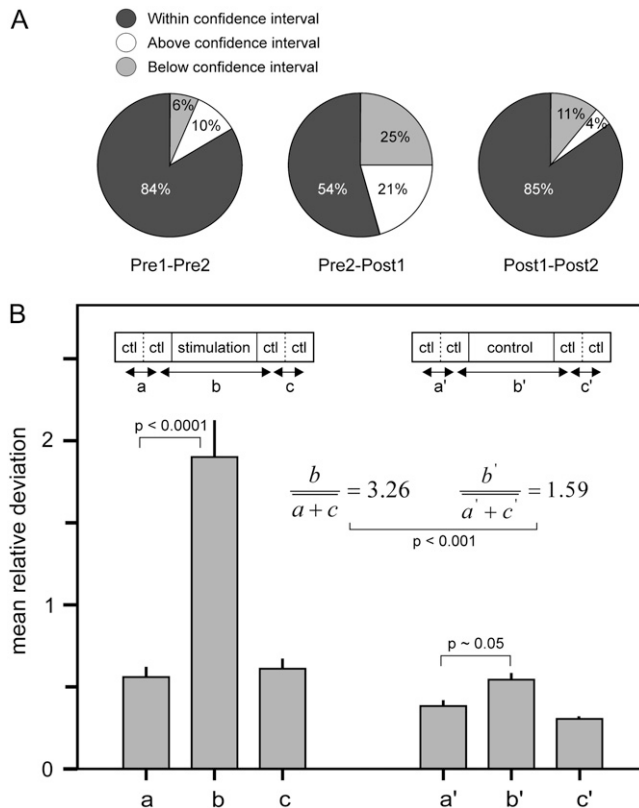 A
Within confidence interval
Above confidence interval
Below confidence interval
6%
10%
84%
25%
54%
21%
11%
4%
85%
Pre1-Pre2
Pre2-Post1
Post1-Post2
B
ctl ctl stimulation ctl ctl
a b c
ctl ctl control ctl ctl
a' b' c'
p < 0.0001
b / a + c = 3.26
b' / a' + c' = 1.59
p < 0.001
p ~ 0.05
mean relative deviation
2
1
0
a b c a' b' c'